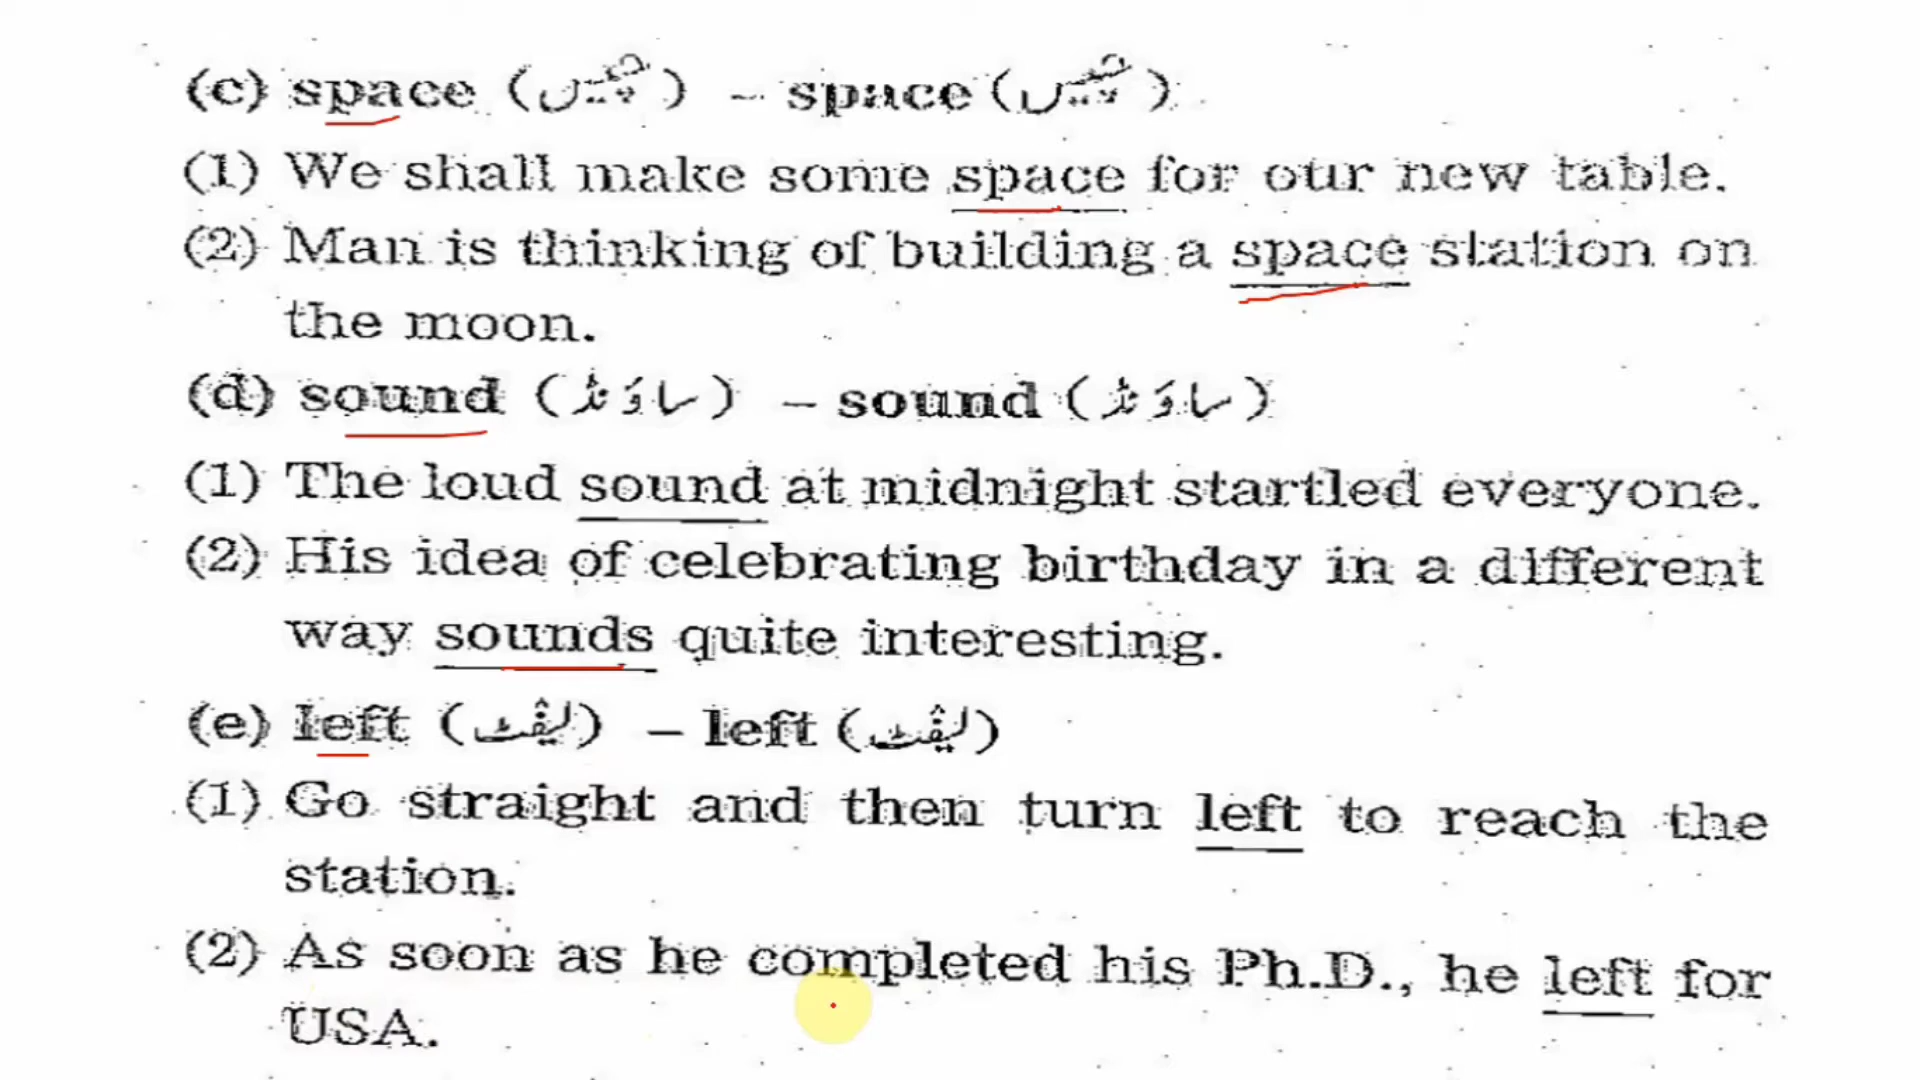 (c) space (سپیس) – space (سپیس)
(1) We shall make some space for our new table.
(2) Man is thinking of building a space station on
the moon.
(d) sound (ساؤنڈ) – sound (ساؤنڈ)
(1) The loud sound at midnight startled everyone.
(2) His idea of celebrating birthday in a different
way sounds quite interesting.
(e) left (لیفٹ) – left (لیفٹ)
(1) Go straight and then turn left to reach the
station.
(2) As soon as he completed his Ph.D., he left for
USA.